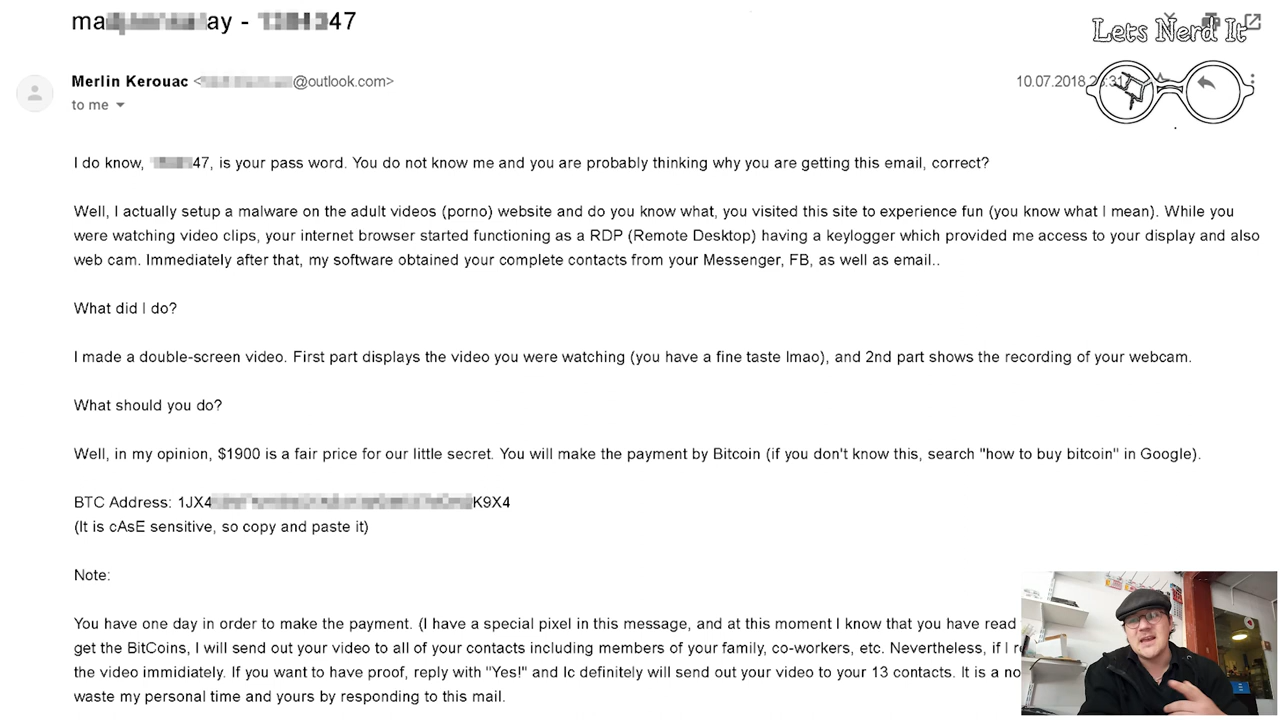 ma ay - 47
Lets Nerd It
Merlin Kerouac < @outlook.com>
10.07.2018
to me
I do know, 47, is your pass word. You do not know me and you are probably thinking why you are getting this email, correct?
Well, I actually setup a malware on the adult videos (porno) website and do you know what, you visited this site to experience fun (you know what I mean). While you
were watching video clips, your internet browser started functioning as a RDP (Remote Desktop) having a keylogger which provided me access to your display and also
web cam. Immediately after that, my software obtained your complete contacts from your Messenger, FB, as well as email..
What did I do?
I made a double-screen video. First part displays the video you were watching (you have a fine taste lmao), and 2nd part shows the recording of your webcam.
What should you do?
Well, in my opinion, $1900 is a fair price for our little secret. You will make the payment by Bitcoin (if you don't know this, search "how to buy bitcoin" in Google).
BTC Address: 1JX4 K9X4
(It is cAsE sensitive, so copy and paste it)
Note:
You have one day in order to make the payment. (I have a special pixel in this message, and at this moment I know that you have read
get the BitCoins, I will send out your video to all of your contacts including members of your family, co-workers, etc. Nevertheless, if I
the video immidiately. If you want to have proof, reply with "Yes!" and Ic definitely will send out your video to your 13 contacts. It is a
waste my personal time and yours by responding to this mail.